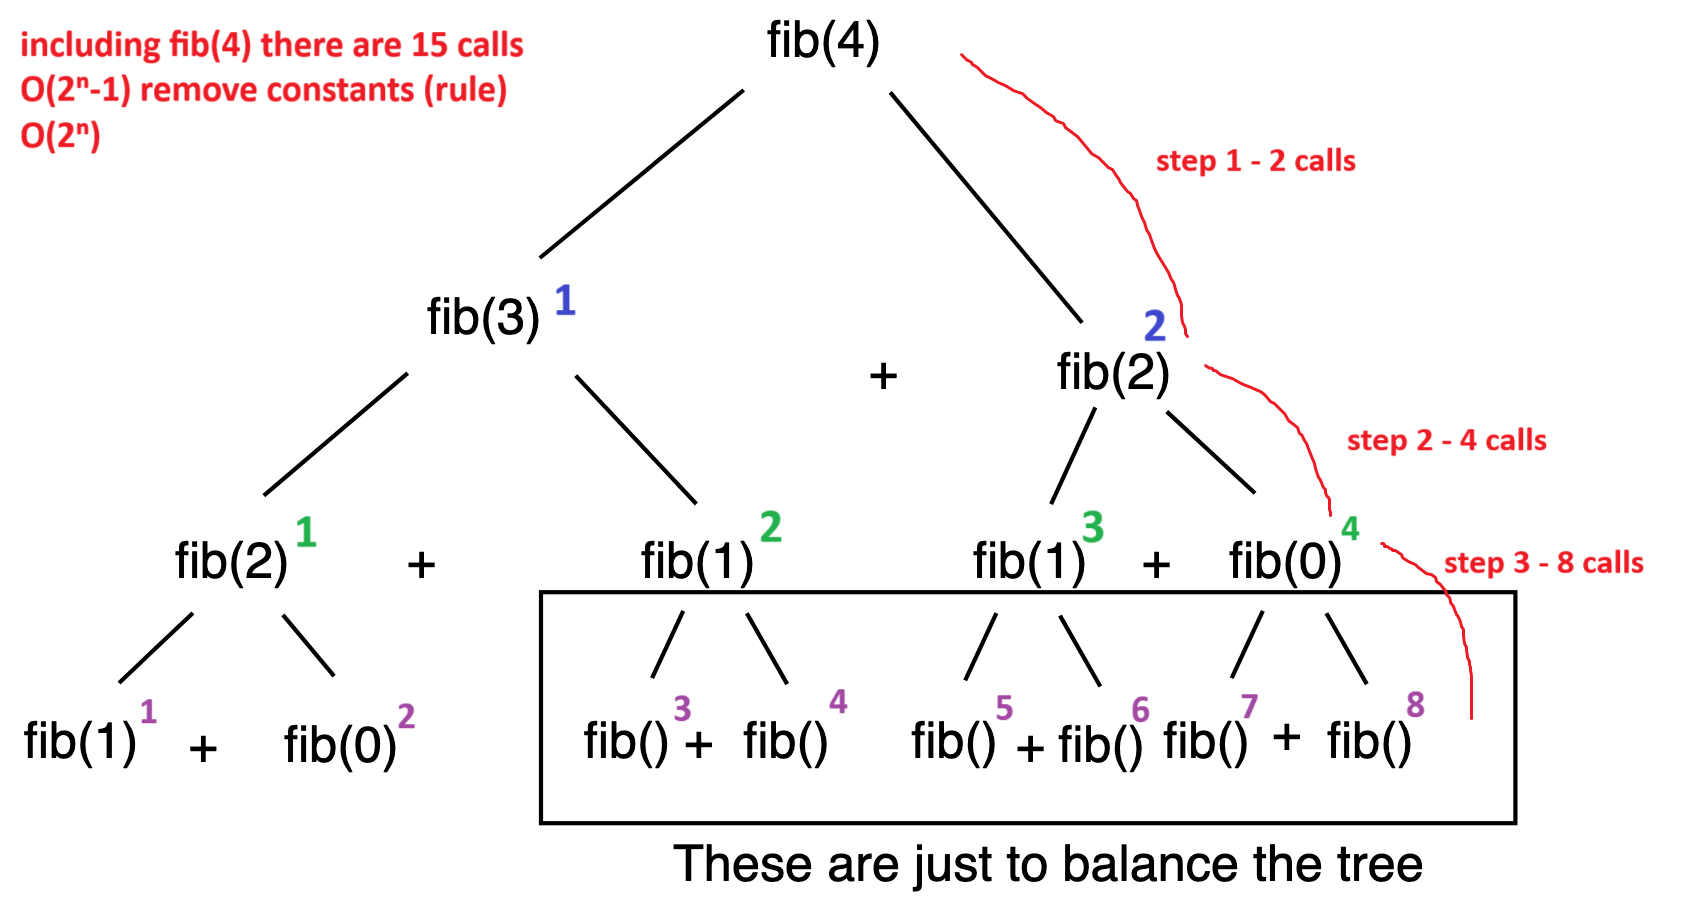 including fib(4) there are 15 calls
O(2ⁿ-1) remove constants (rule)
O(2ⁿ)
fib(4)
step 1 - 2 calls
fib(3) 1
+
2
fib(2)
step 2 - 4 calls
fib(2) 1 + fib(1) 2 fib(1) 3 + fib(0) 4
step 3 - 8 calls
fib(1) 1 + fib(0) 2 fib() 3 + fib() 4 fib() 5 + fib() 6 fib() 7 + fib() 8
These are just to balance the tree